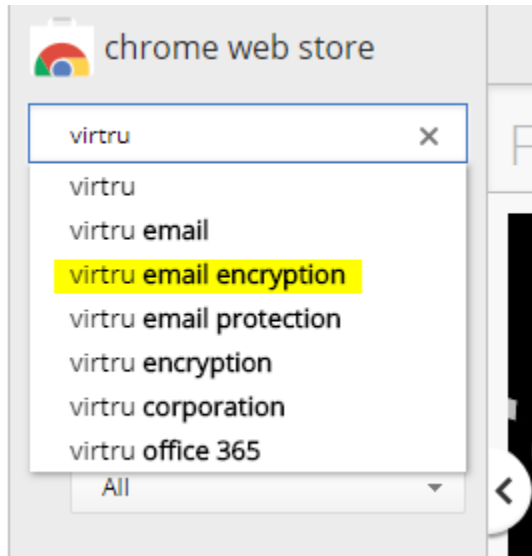 chrome web store
virtru
virtru
virtru email
virtru email encryption
virtru email protection
virtru encryption
virtru corporation
virtru office 365
All